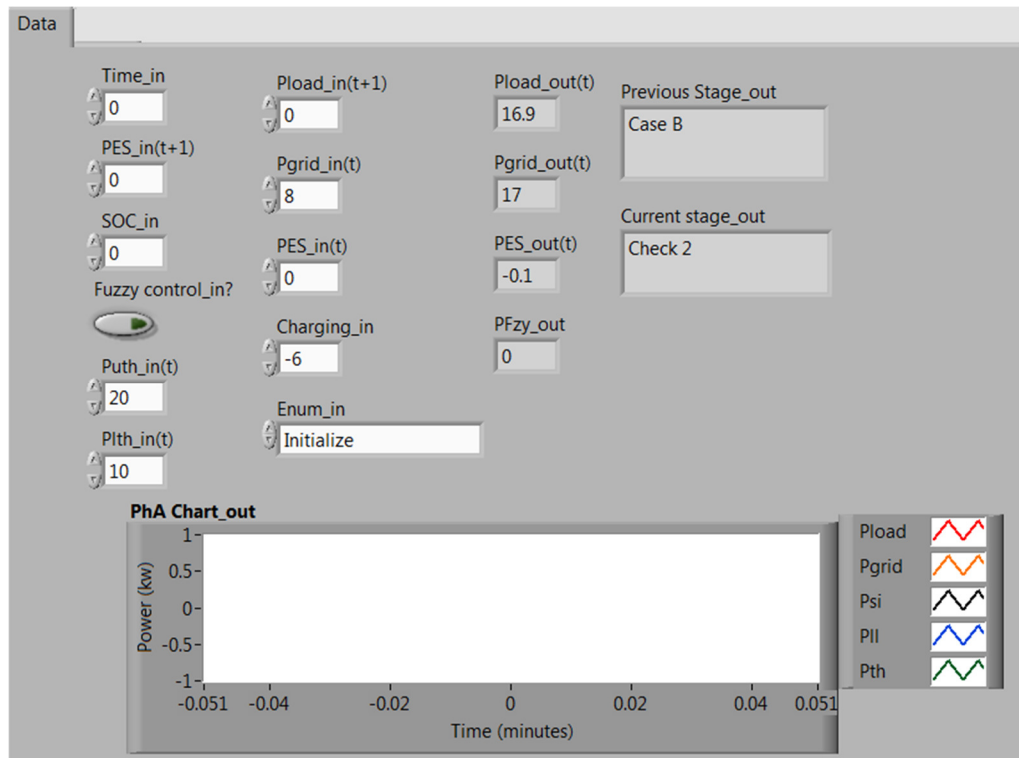 Data
Time_in
0
PES_in(t+1)
0
SOC_in
0
Fuzzy control_in?
Puth_in(t)
20
Plth_in(t)
10
Pload_in(t+1)
0
Pgrid_in(t)
8
PES_in(t)
0
Charging_in
-6
Enum_in
Initialize
Pload_out(t)
16.9
Pgrid_out(t)
17
PES_out(t)
-0.1
PFzy_out
0
Previous Stage_out
Case B
Current stage_out
Check 2
PhA Chart_out
Power (kw)
1
0.5
0
-0.5
-1
-0.051 -0.04 -0.02 0 0.02 0.04 0.051
Time (minutes)
Pload
Pgrid
Psi
Pll
Pth